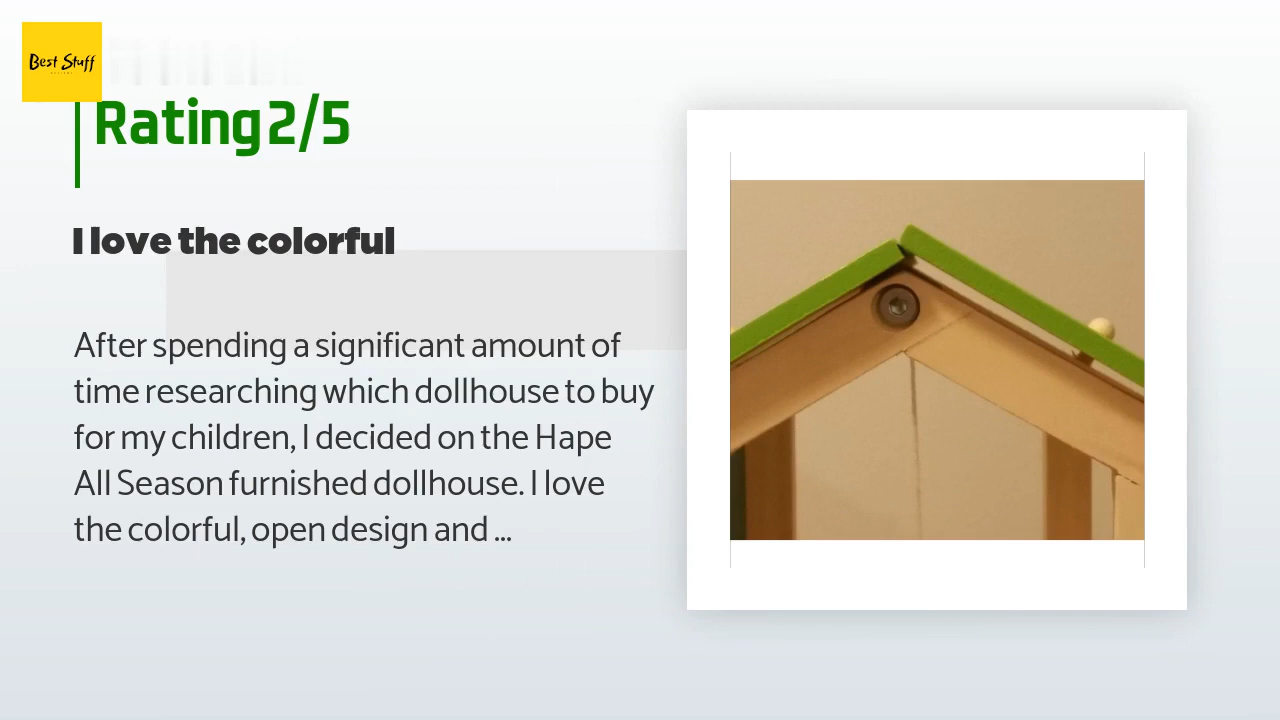 Best Stuff
Rating 2/5
I love the colorful
After spending a significant amount of
time researching which dollhouse to buy
for my children, I decided on the Hape
All Season furnished dollhouse. I love
the colorful, open design and ...